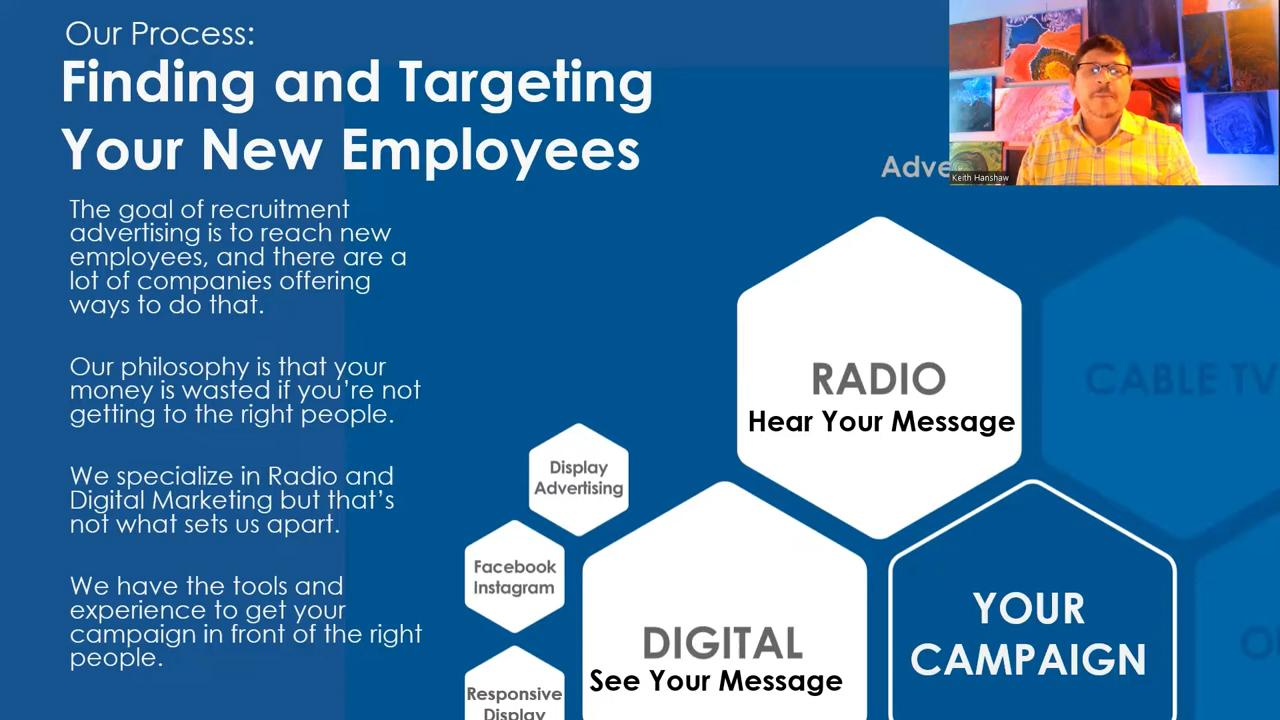 Our Process:
Finding and Targeting
Your New Employees
The goal of recruitment
advertising is to reach new
employees, and there are a
lot of companies offering
ways to do that.
Our philosophy is that your
money is wasted if you're not
getting to the right people.
We specialize in Radio and
Digital Marketing but that's
not what sets us apart.
We have the tools and
experience to get your
campaign in front of the right
people.
Keith Hanshaw
RADIO
Hear Your Message
CABLE TV
Display
Advertising
Facebook
Instagram
Responsive
Display
DIGITAL
See Your Message
YOUR
CAMPAIGN